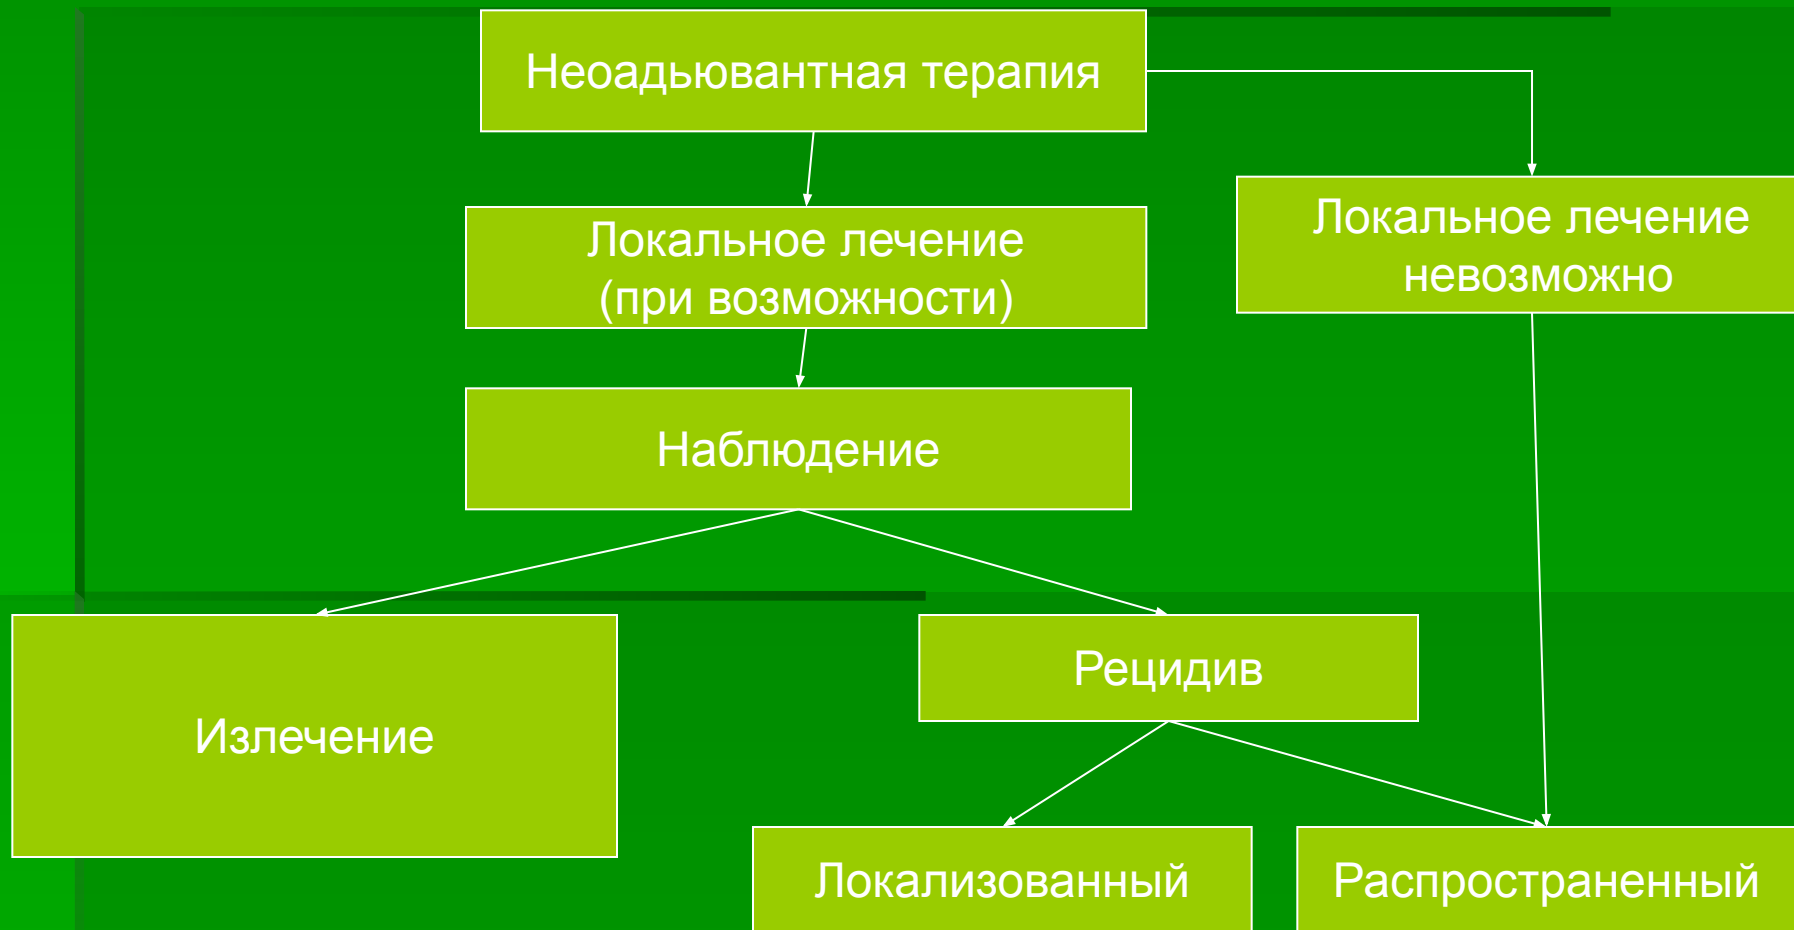 Неоадьювантная терапия
Локальное лечение
(при возможности)
Локальное лечение
невозможно
Наблюдение
Излечение
Рецидив
Локализованный
Распространенный